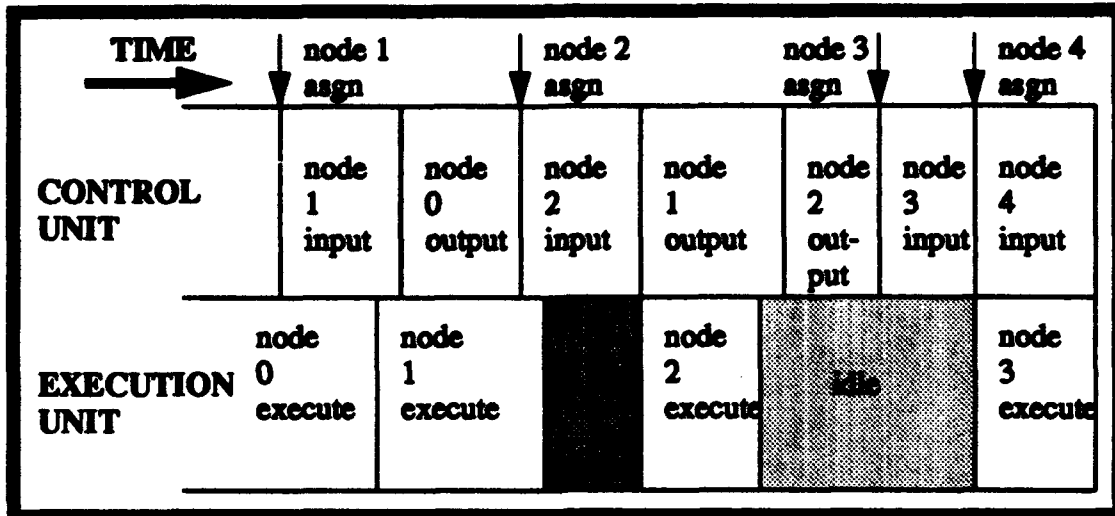 TIME
node 1
asgn
node 2
asgn
node 3
asgn
node 4
asgn
CONTROL
UNIT
node
1
input
node
0
output
node
2
input
node
1
output
node
2
out-
put
node
3
input
node
4
input
EXECUTION
UNIT
node
0
execute
node
1
execute
node
2
execute
idle
node
3
execute